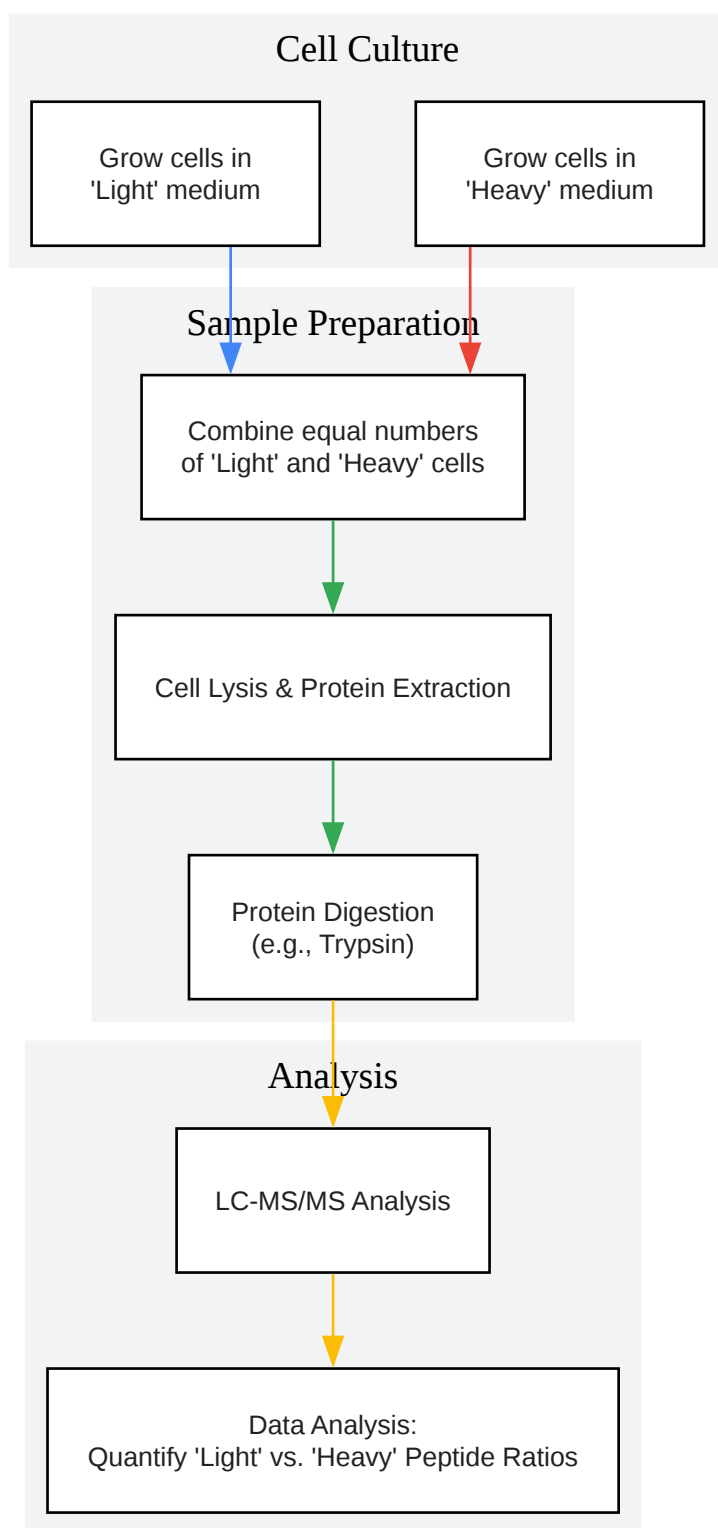 Cell Culture
Grow cells in
'Light' medium
Grow cells in
'Heavy' medium
Sample Preparation
Combine equal numbers
of 'Light' and 'Heavy' cells
Cell Lysis & Protein Extraction
Protein Digestion
(e.g., Trypsin)
Analysis
LC-MS/MS Analysis
Data Analysis:
Quantify 'Light' vs. 'Heavy' Peptide Ratios